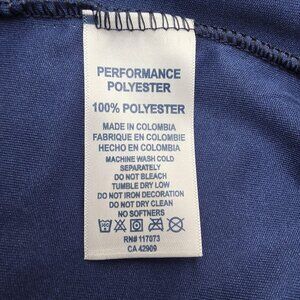 PERFORMANCE
POLYESTER
100% POLYESTER
MADE IN COLOMBIA
FABRIQUE EN COLOMBIE
HECHO EN COLOMBIA
MACHINE WASH COLD
SEPARATELY
DO NOT BLEACH
TUMBLE DRY LOW
DO NOT IRON DECORATION
DO NOT DRY CLEAN
NO SOFTNERS
RN# 117073
CA 42909